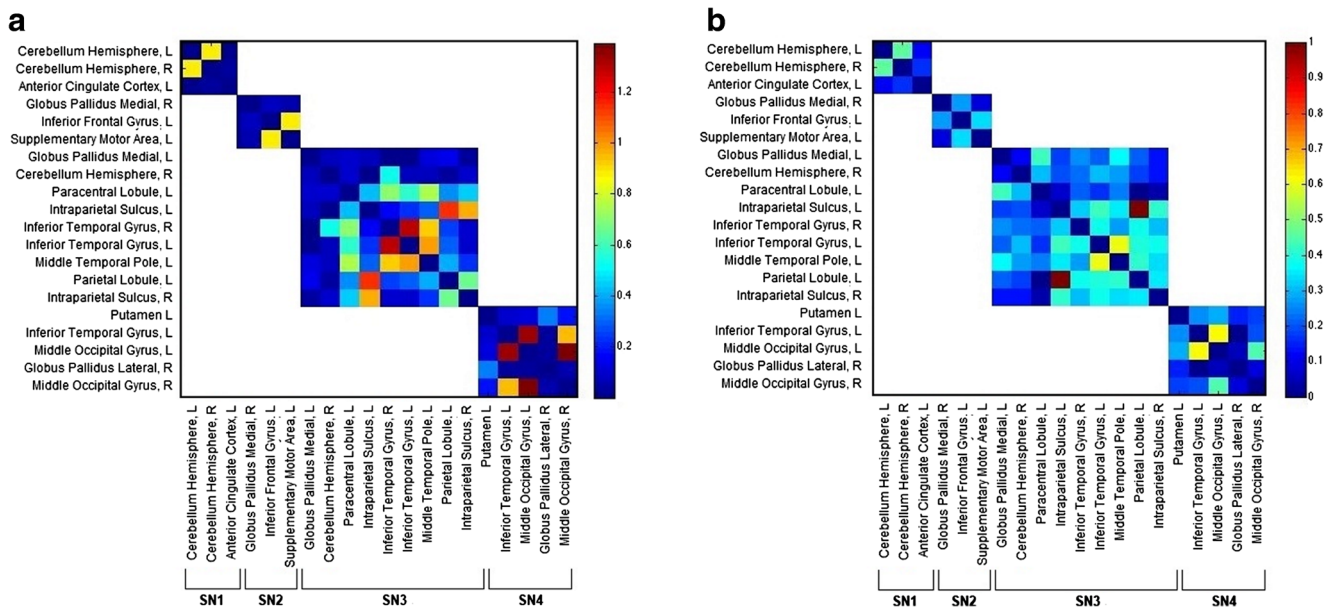 a
Cerebellum Hemisphere, L
Cerebellum Hemisphere, R
Anterior Cingulate Cortex, L
Globus Pallidus Medial, R
Inferior Frontal Gyrus, L
Supplementary Motor Area, L
Globus Pallidus Medial, L
Cerebellum Hemisphere, R
Paracentral Lobule, L
Intraparietal Sulcus, L
Inferior Temporal Gyrus, R
Inferior Temporal Gyrus, L
Middle Temporal Pole, L
Parietal Lobule, L
Intraparietal Sulcus, R
Putamen L
Inferior Temporal Gyrus, L
Middle Occipital Gyrus, L
Globus Pallidus Lateral, R
Middle Occipital Gyrus, R
1.2
1
0.8
0.6
0.4
0.2
Cerebellum Hemisphere, L
Cerebellum Hemisphere, R
Anterior Cingulate Cortex, L
Globus Pallidus Medial, R
Inferior Frontal Gyrus, L
Supplementary Motor Area, L
Globus Pallidus Medial, L
Cerebellum Hemisphere, R
Paracentral Lobule, L
Intraparietal Sulcus, L
Inferior Temporal Gyrus, R
Inferior Temporal Gyrus, L
Middle Temporal Pole, L
Parietal Lobule, L
Intraparietal Sulcus, R
Putamen L
Inferior Temporal Gyrus, L
Middle Occipital Gyrus, L
Globus Pallidus Lateral, R
Middle Occipital Gyrus, R
SN1 SN2 SN3 SN4
b
Cerebellum Hemisphere, L
Cerebellum Hemisphere, R
Anterior Cingulate Cortex, L
Globus Pallidus Medial, R
Inferior Frontal Gyrus, L
Supplementary Motor Area, L
Globus Pallidus Medial, L
Cerebellum Hemisphere, R
Paracentral Lobule, L
Intraparietal Sulcus, L
Inferior Temporal Gyrus, R
Inferior Temporal Gyrus, L
Middle Temporal Pole, L
Parietal Lobule, L
Intraparietal Sulcus, R
Putamen L
Inferior Temporal Gyrus, L
Middle Occipital Gyrus, L
Globus Pallidus Lateral, R
Middle Occipital Gyrus, R
1
0.9
0.8
0.7
0.6
0.5
0.4
0.3
0.2
0.1
0
Cerebellum Hemisphere, L
Cerebellum Hemisphere, R
Anterior Cingulate Cortex, L
Globus Pallidus Medial, R
Inferior Frontal Gyrus, L
Supplementary Motor Area, L
Globus Pallidus Medial, L
Cerebellum Hemisphere, R
Paracentral Lobule, L
Intraparietal Sulcus, L
Inferior Temporal Gyrus, R
Inferior Temporal Gyrus, L
Middle Temporal Pole, L
Parietal Lobule, L
Intraparietal Sulcus, R
Putamen L
Inferior Temporal Gyrus, L
Middle Occipital Gyrus, L
Globus Pallidus Lateral, R
Middle Occipital Gyrus, R
SN1 SN2 SN3 SN4